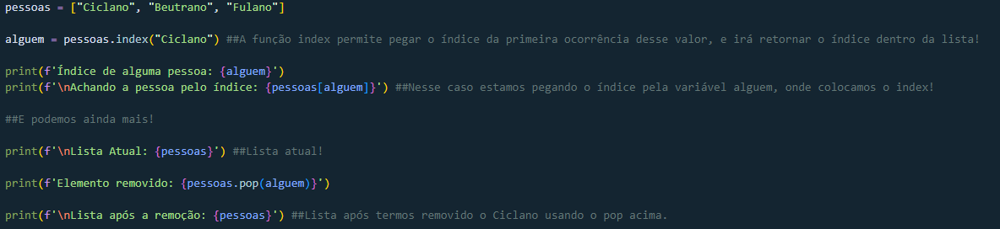 pessoas = ["Ciclano", "Beutrano", "Fulano"]
alguem = pessoas.index("Ciclano") ##A função index permite pegar o índice da primeira ocorrência desse valor, e irá retornar o índice dentro da lista!
print(f'Índice de alguma pessoa: {alguem}')
print(f'\nAchando a pessoa pelo índice: {pessoas[alguem]}') ##Nesse caso estamos pegando o índice pela variável alguem, onde colocamos o index!
##E podemos ainda mais!
print(f'\nLista Atual: {pessoas}') ##Lista atual!
print(f'Elemento removido: {pessoas.pop(alguem)}')
print(f'\nLista após a remoção: {pessoas}') ##Lista após termos removido o Ciclano usando o pop acima.